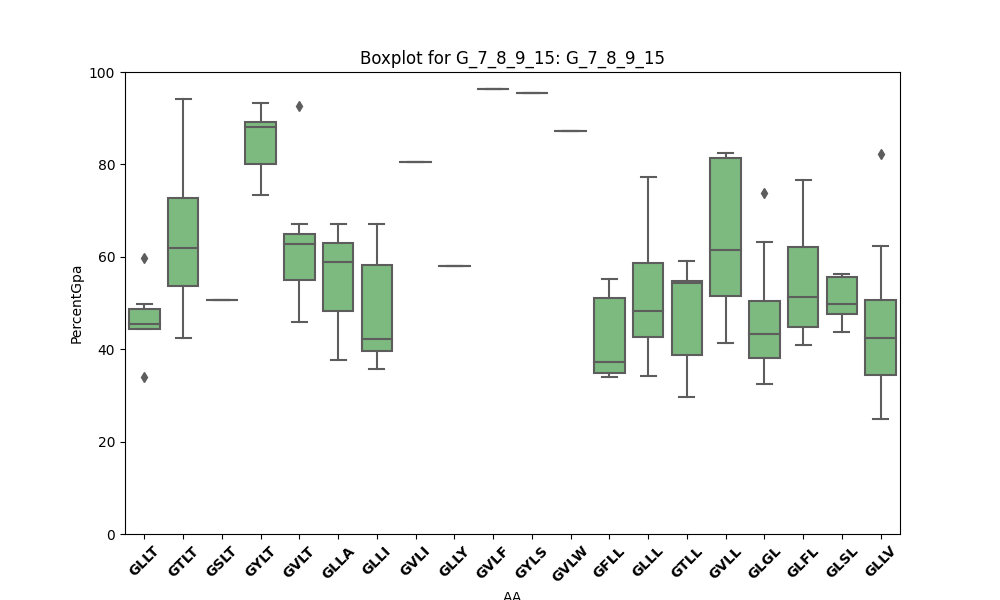 Boxplot for G_7_8_9_15: G_7_8_9_15
PercentGpa
100
80
60
40
20
0
GLLT GTLT GSLT GYLT GVLT GLLA GLLI GVLI GLLY GVLF GYLS GVLW GFLL GLLL GTLL GVLL GLGL GLFL GLSL GLLV
AA